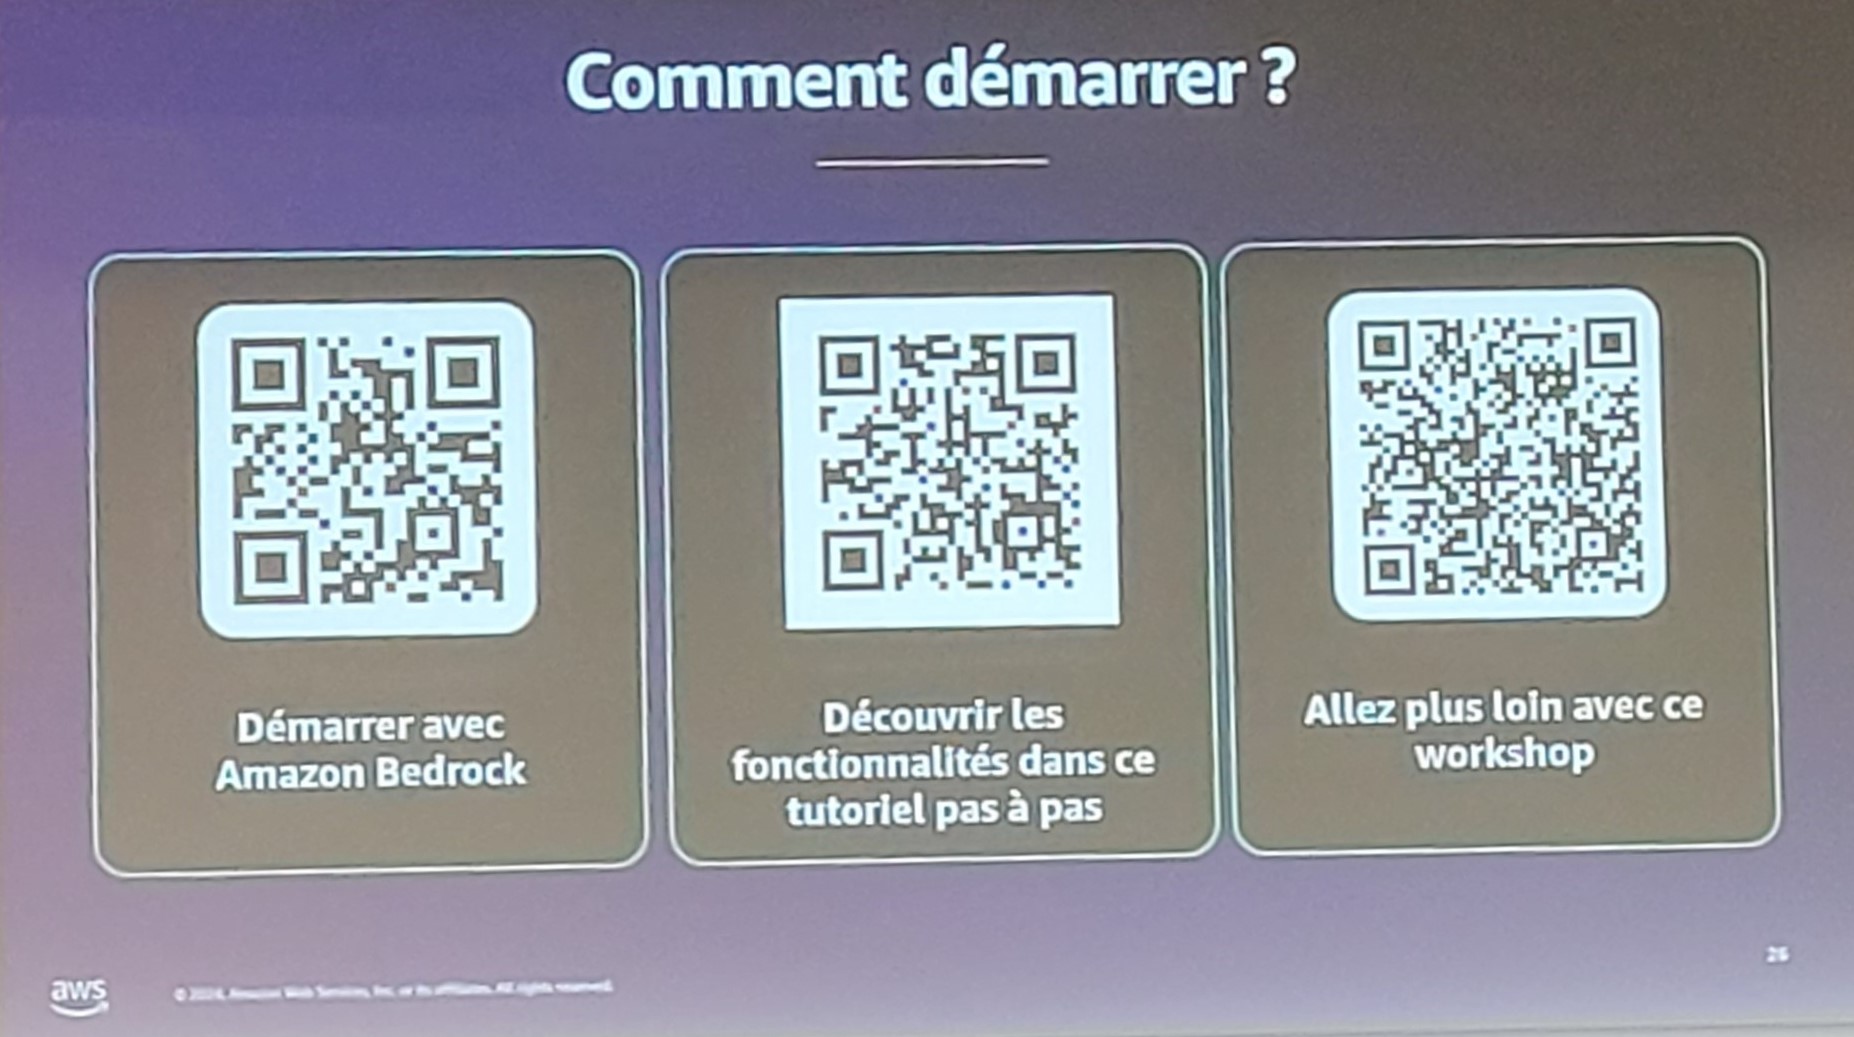 Comment démarrer ?
Démarrer avec
Amazon Bedrock
Découvrir les
fonctionnalités dans ce
tutoriel pas à pas
Allez plus loin avec ce
workshop
26
aws
© 2024, Amazon Web Services, Inc. or its affiliates. All rights reserved.